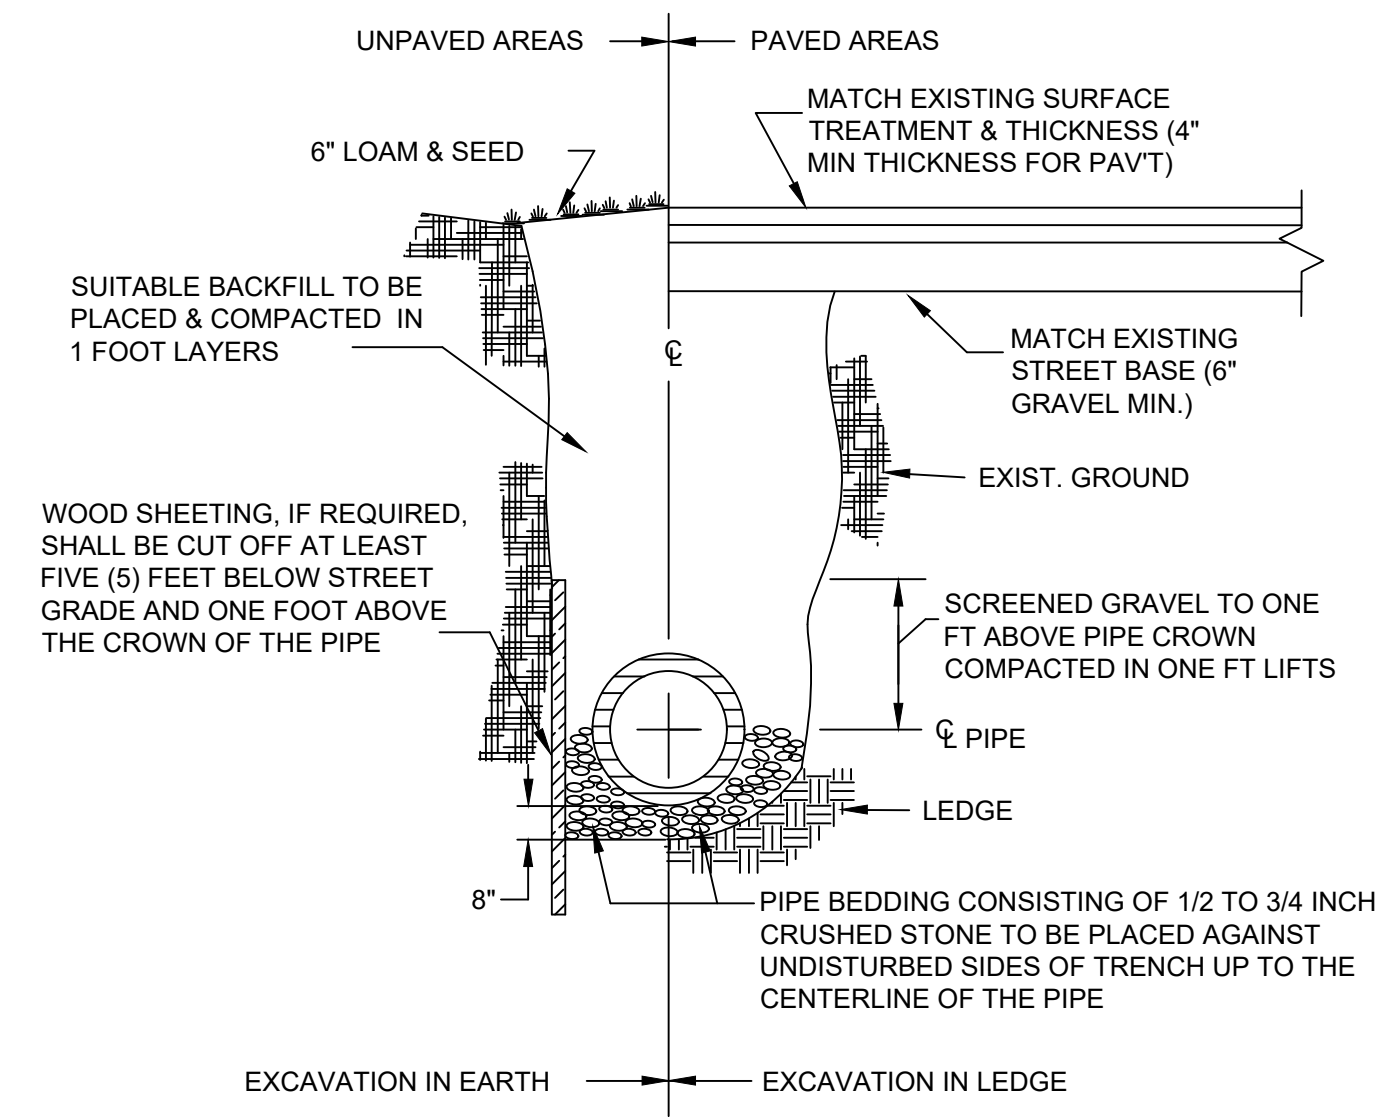 UNPAVED AREAS
PAVED AREAS
MATCH EXISTING SURFACE
TREATMENT & THICKNESS (4"
MIN THICKNESS FOR PAV'T)
6" LOAM & SEED
SUITABLE BACKFILL TO BE
PLACED & COMPACTED IN
1 FOOT LAYERS
℄
MATCH EXISTING
STREET BASE (6"
GRAVEL MIN.)
EXIST. GROUND
WOOD SHEETING, IF REQUIRED,
SHALL BE CUT OFF AT LEAST
FIVE (5) FEET BELOW STREET
GRADE AND ONE FOOT ABOVE
THE CROWN OF THE PIPE
SCREENED GRAVEL TO ONE
FT ABOVE PIPE CROWN
COMPACTED IN ONE FT LIFTS
℄ PIPE
LEDGE
8"
PIPE BEDDING CONSISTING OF 1/2 TO 3/4 INCH
CRUSHED STONE TO BE PLACED AGAINST
UNDISTURBED SIDES OF TRENCH UP TO THE
CENTERLINE OF THE PIPE
EXCAVATION IN EARTH
EXCAVATION IN LEDGE